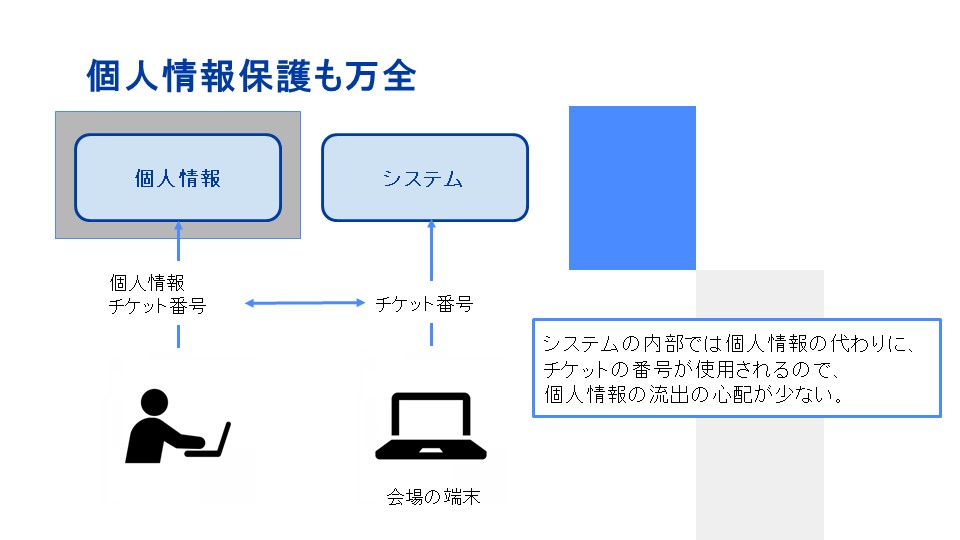 個人情報保護も万全
個人情報
システム
個人情報
チケット番号
チケット番号
システムの内部では個人情報の代わりに、
チケットの番号が使用されるので、
個人情報の流出の心配が少ない。
会場の端末